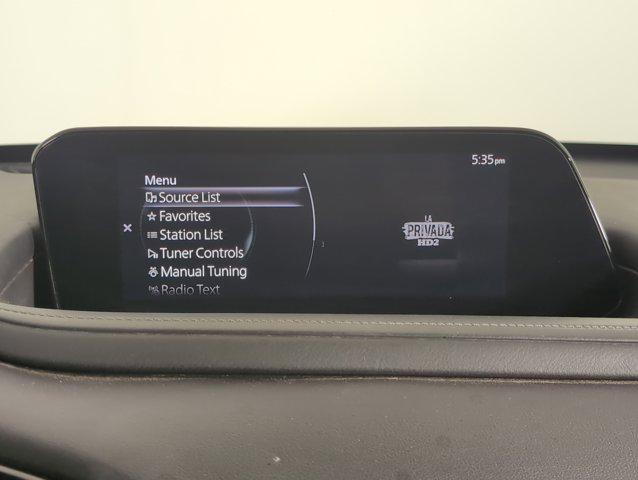 5:35pm
Menu
Source List
Favorites
Station List
Tuner Controls
Manual Tuning
Radio Text
LA
PRIVADA
HD2